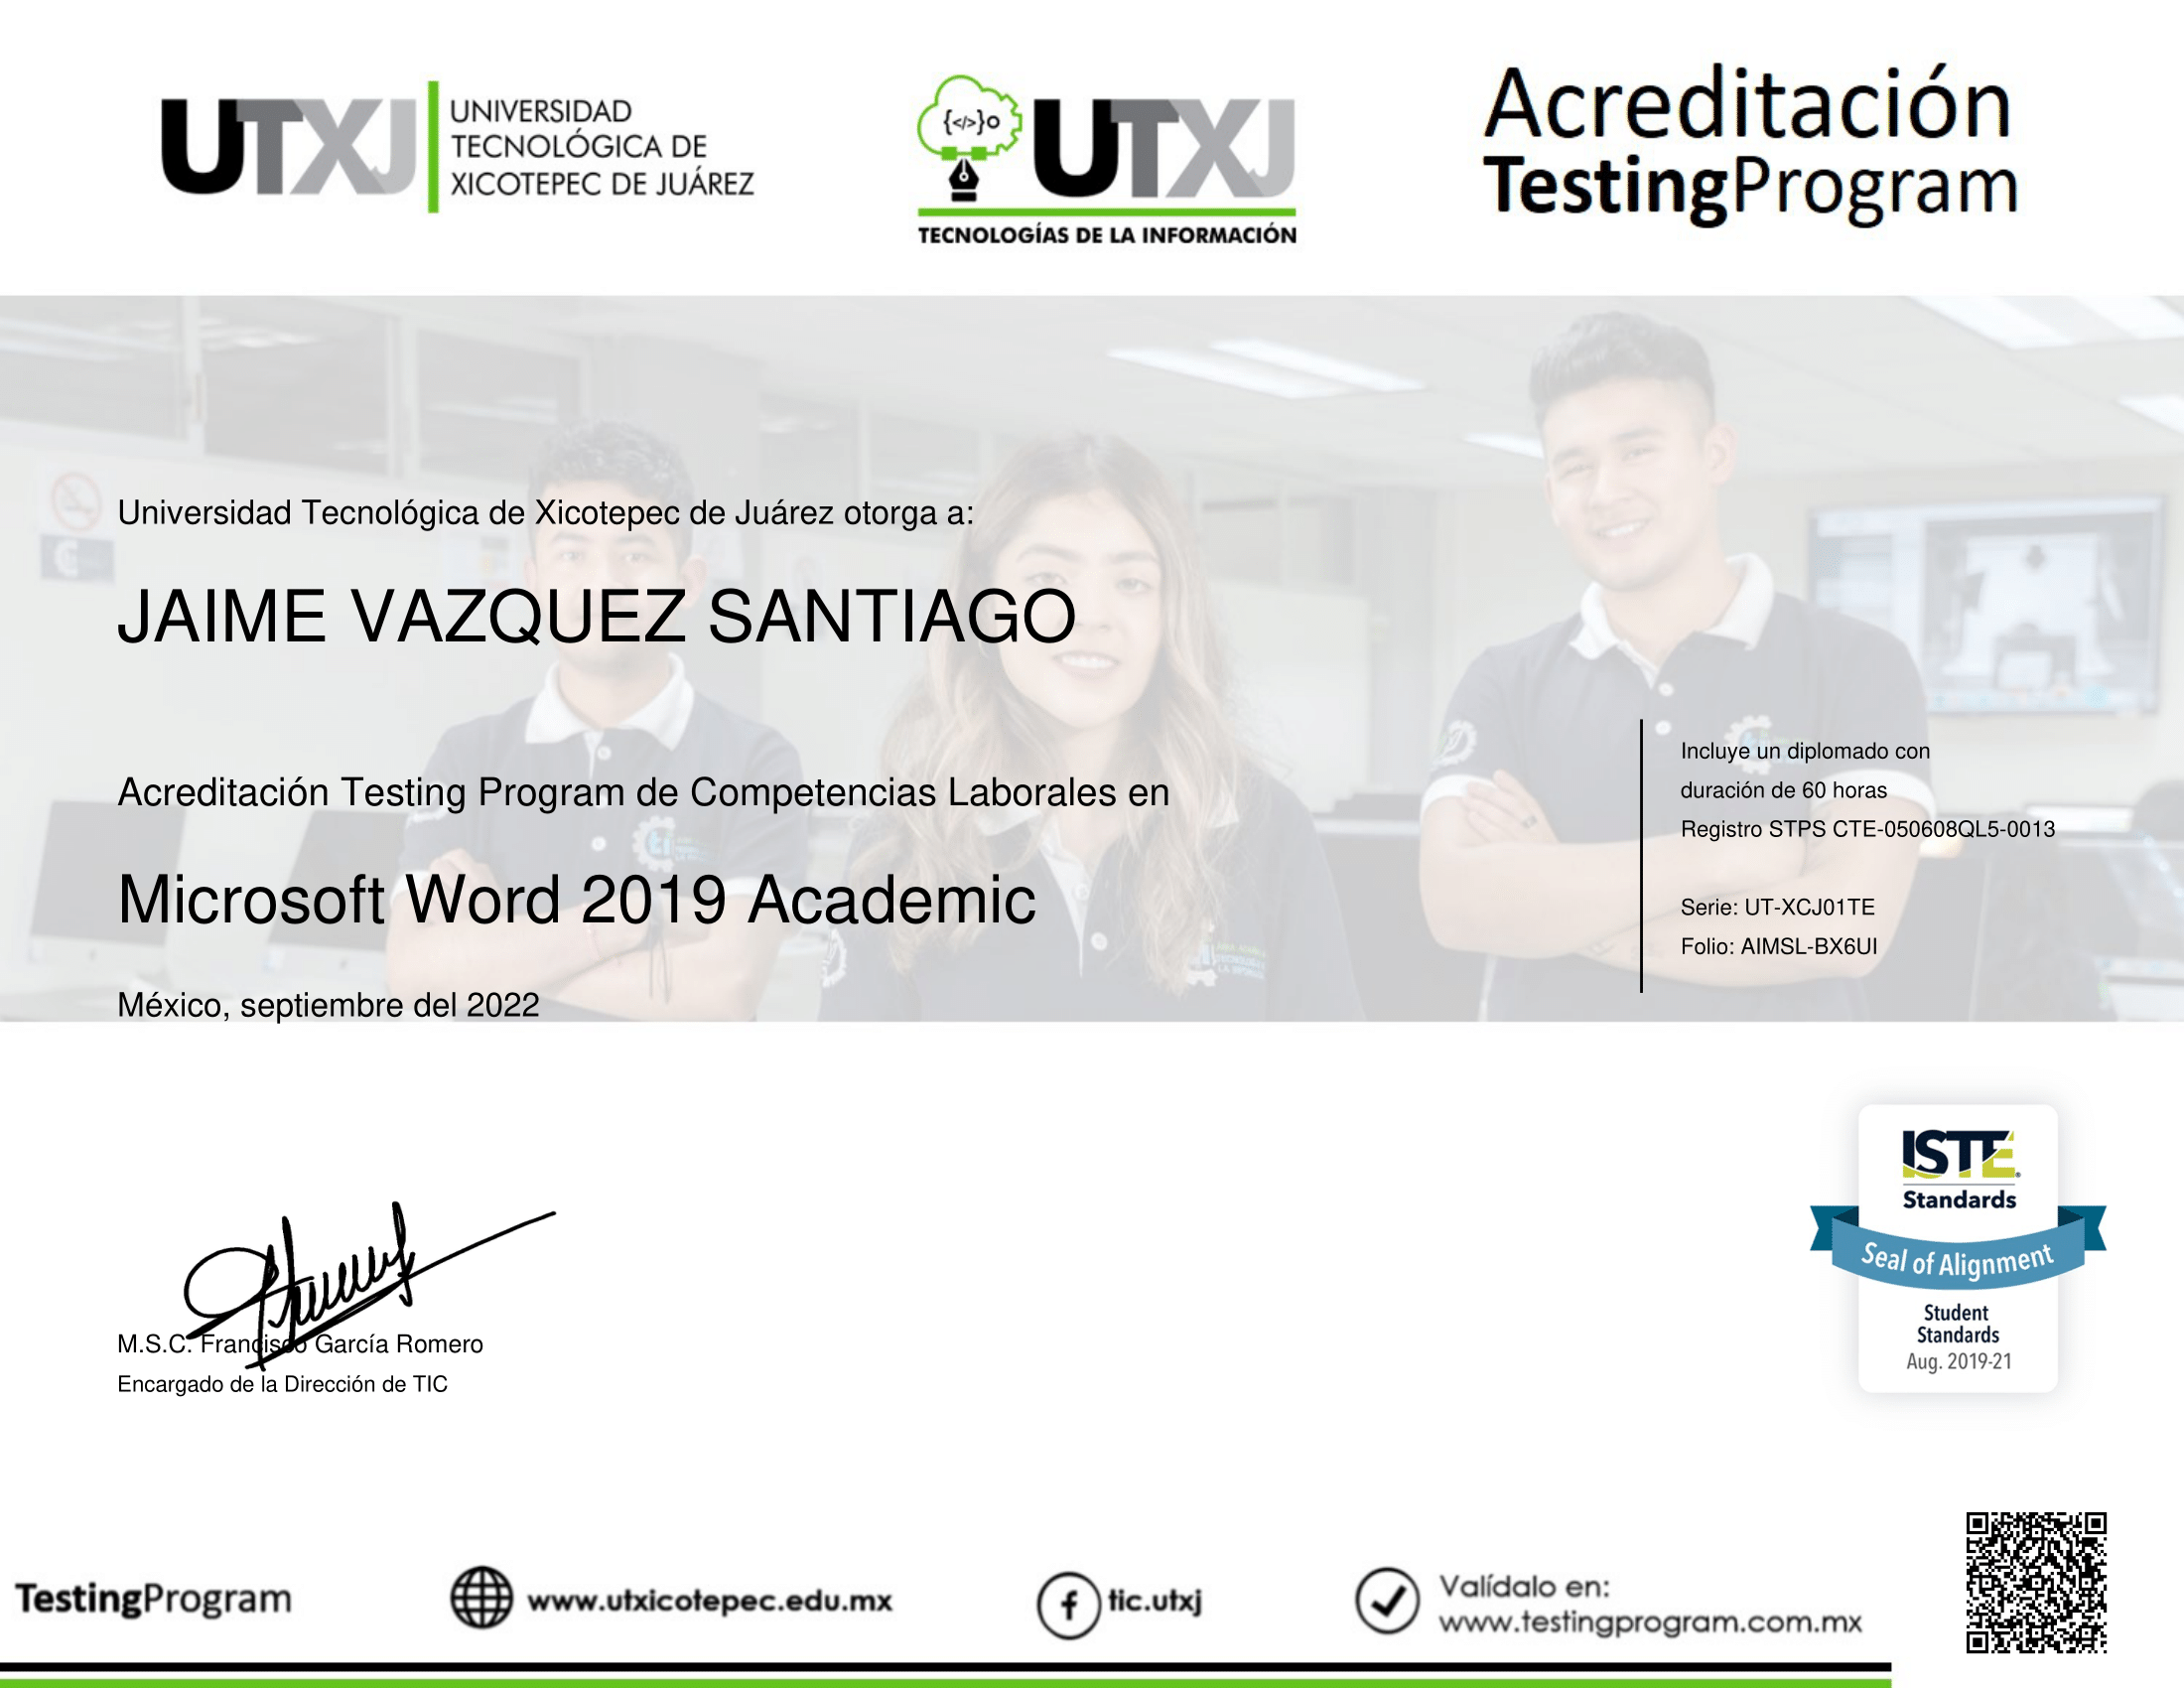 UTXJ
UNIVERSIDAD
TECNOLÓGICA DE
XICOTEPEC DE JUÁREZ
{</>}
UTXJ
TECNOLOGÍAS DE LA INFORMACIÓN
Acreditación
TestingProgram
Universidad Tecnológica de Xicotepec de Juárez otorga a:
JAIME VAZQUEZ SANTIAGO
Acreditación Testing Program de Competencias Laborales en
Microsoft Word 2019 Academic
México, septiembre del 2022
Incluye un diplomado con
duración de 60 horas
Registro STPS CTE-050608QL5-0013
Serie: UT-XCJ01TE
Folio: AIMSL-BX6UI
M.S.C. Francisco García Romero
Encargado de la Dirección de TIC
ISTE®
Standards
Seal of Alignment
Student
Standards
Aug. 2019-21
TestingProgram
www.utxicotepec.edu.mx
f tic.utxj
Valídalo en:
www.testingprogram.com.mx